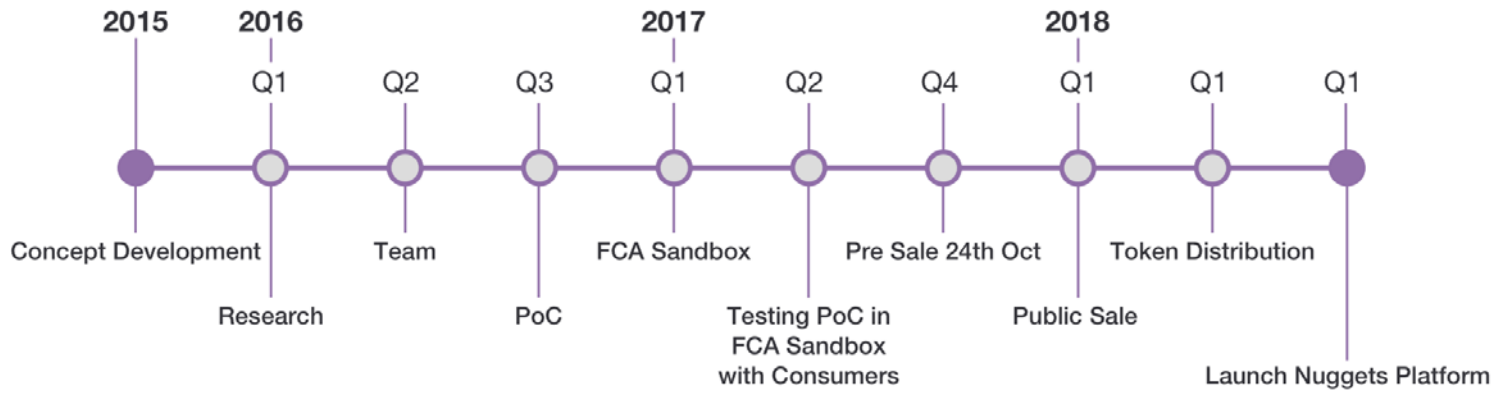 2015 2016 2017 2018
Q1 Q2 Q3 Q1 Q2 Q4 Q1 Q1 Q1
Concept Development Team FCA Sandbox Pre Sale 24th Oct Token Distribution
Research PoC Testing PoC in Public Sale
FCA Sandbox
with Consumers Launch Nuggets Platform